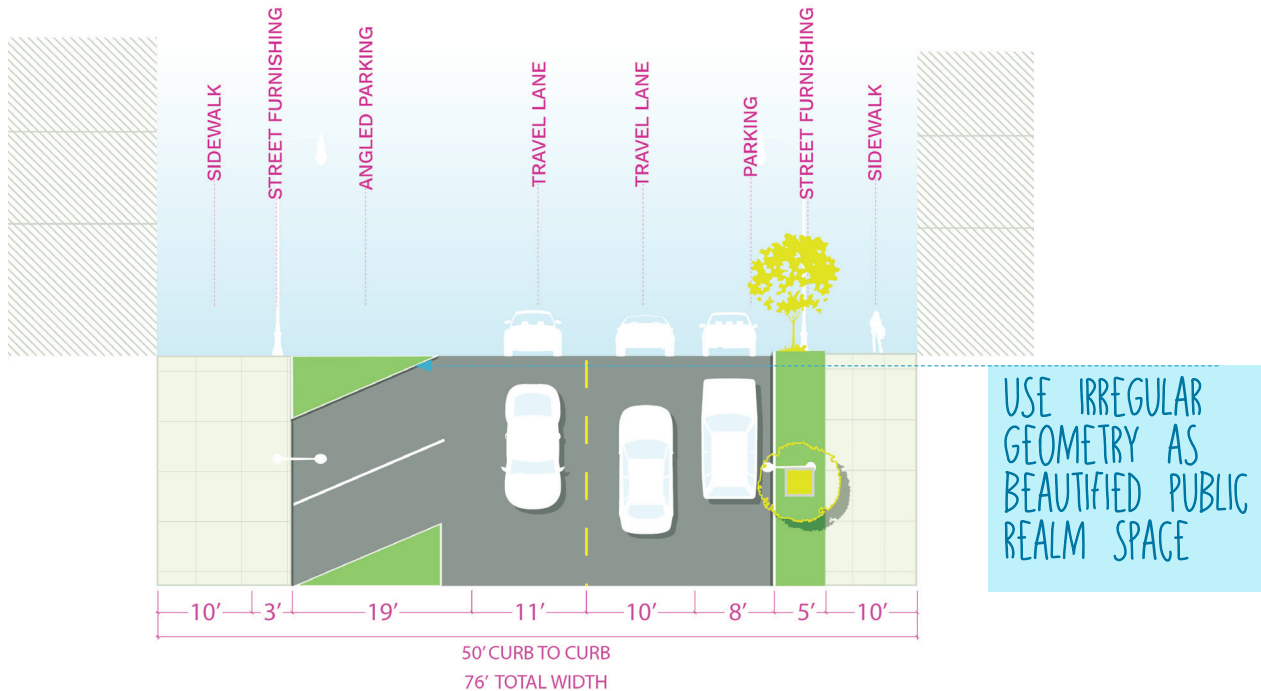 SIDEWALK
STREET FURNISHING
ANGLED PARKING
TRAVEL LANE
TRAVEL LANE
PARKING
STREET FURNISHING
SIDEWALK
USE IRREGULAR
GEOMETRY AS
BEAUTIFIED PUBLIC
REALM SPACE
10' 3' 19' 11' 10' 8' 5' 10'
50' CURB TO CURB
76' TOTAL WIDTH